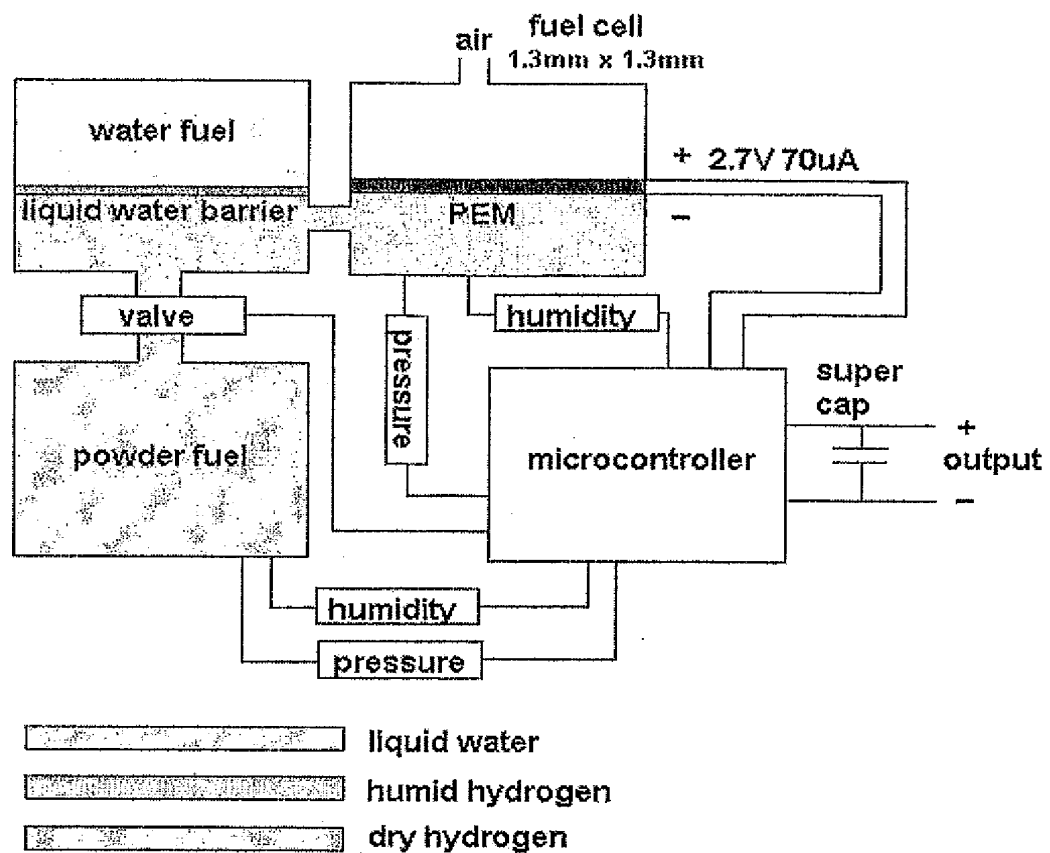 air
fuel cell
1.3mm x 1.3mm
water fuel
liquid water barrier
PEM
+ 2.7V 70uA
−
valve
humidity
pressure
powder fuel
microcontroller
super
cap
+
output
−
humidity
pressure
liquid water
humid hydrogen
dry hydrogen